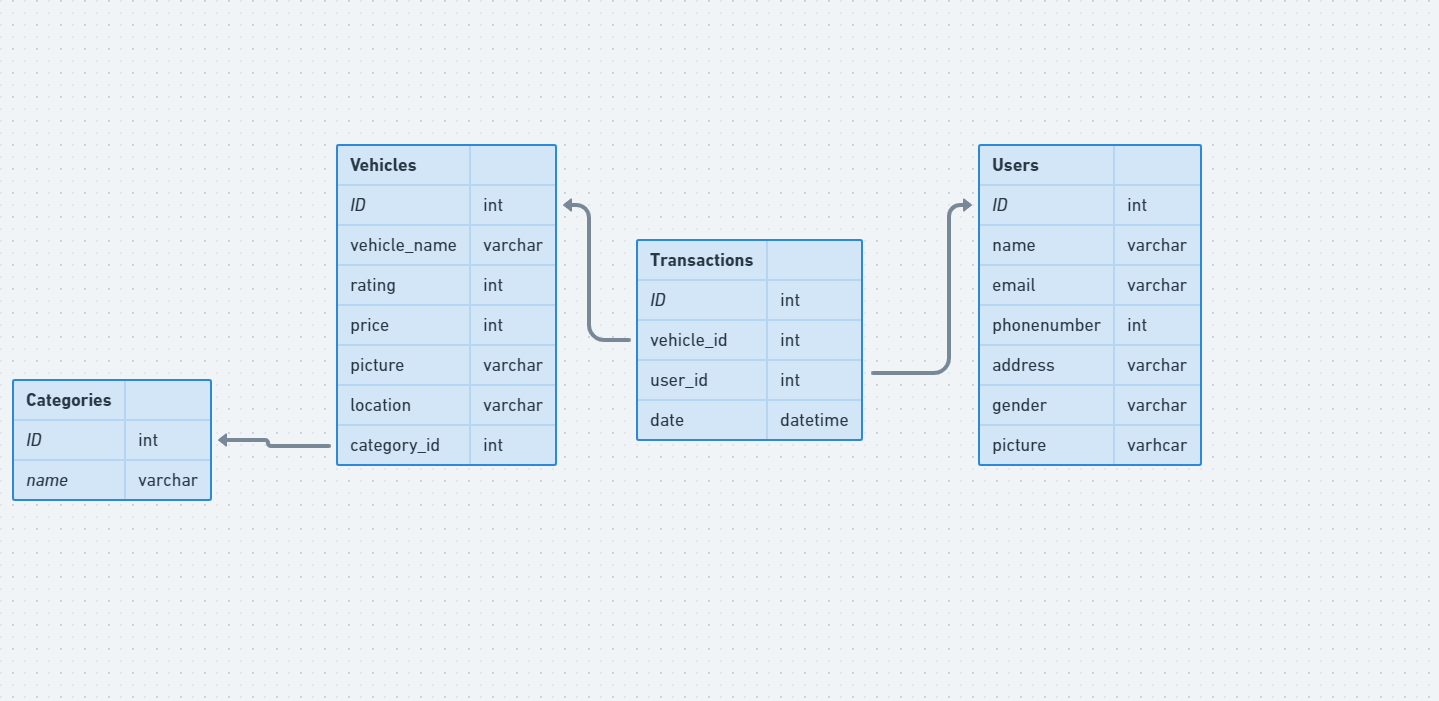 Vehicles
ID int
vehicle_name varchar
rating int
price int
picture varchar
location varchar
category_id int
Users
ID int
name varchar
email varchar
phonenumber int
address varchar
gender varchar
picture varhcar
Transactions
ID int
vehicle_id int
user_id int
date datetime
Categories
ID int
name varchar